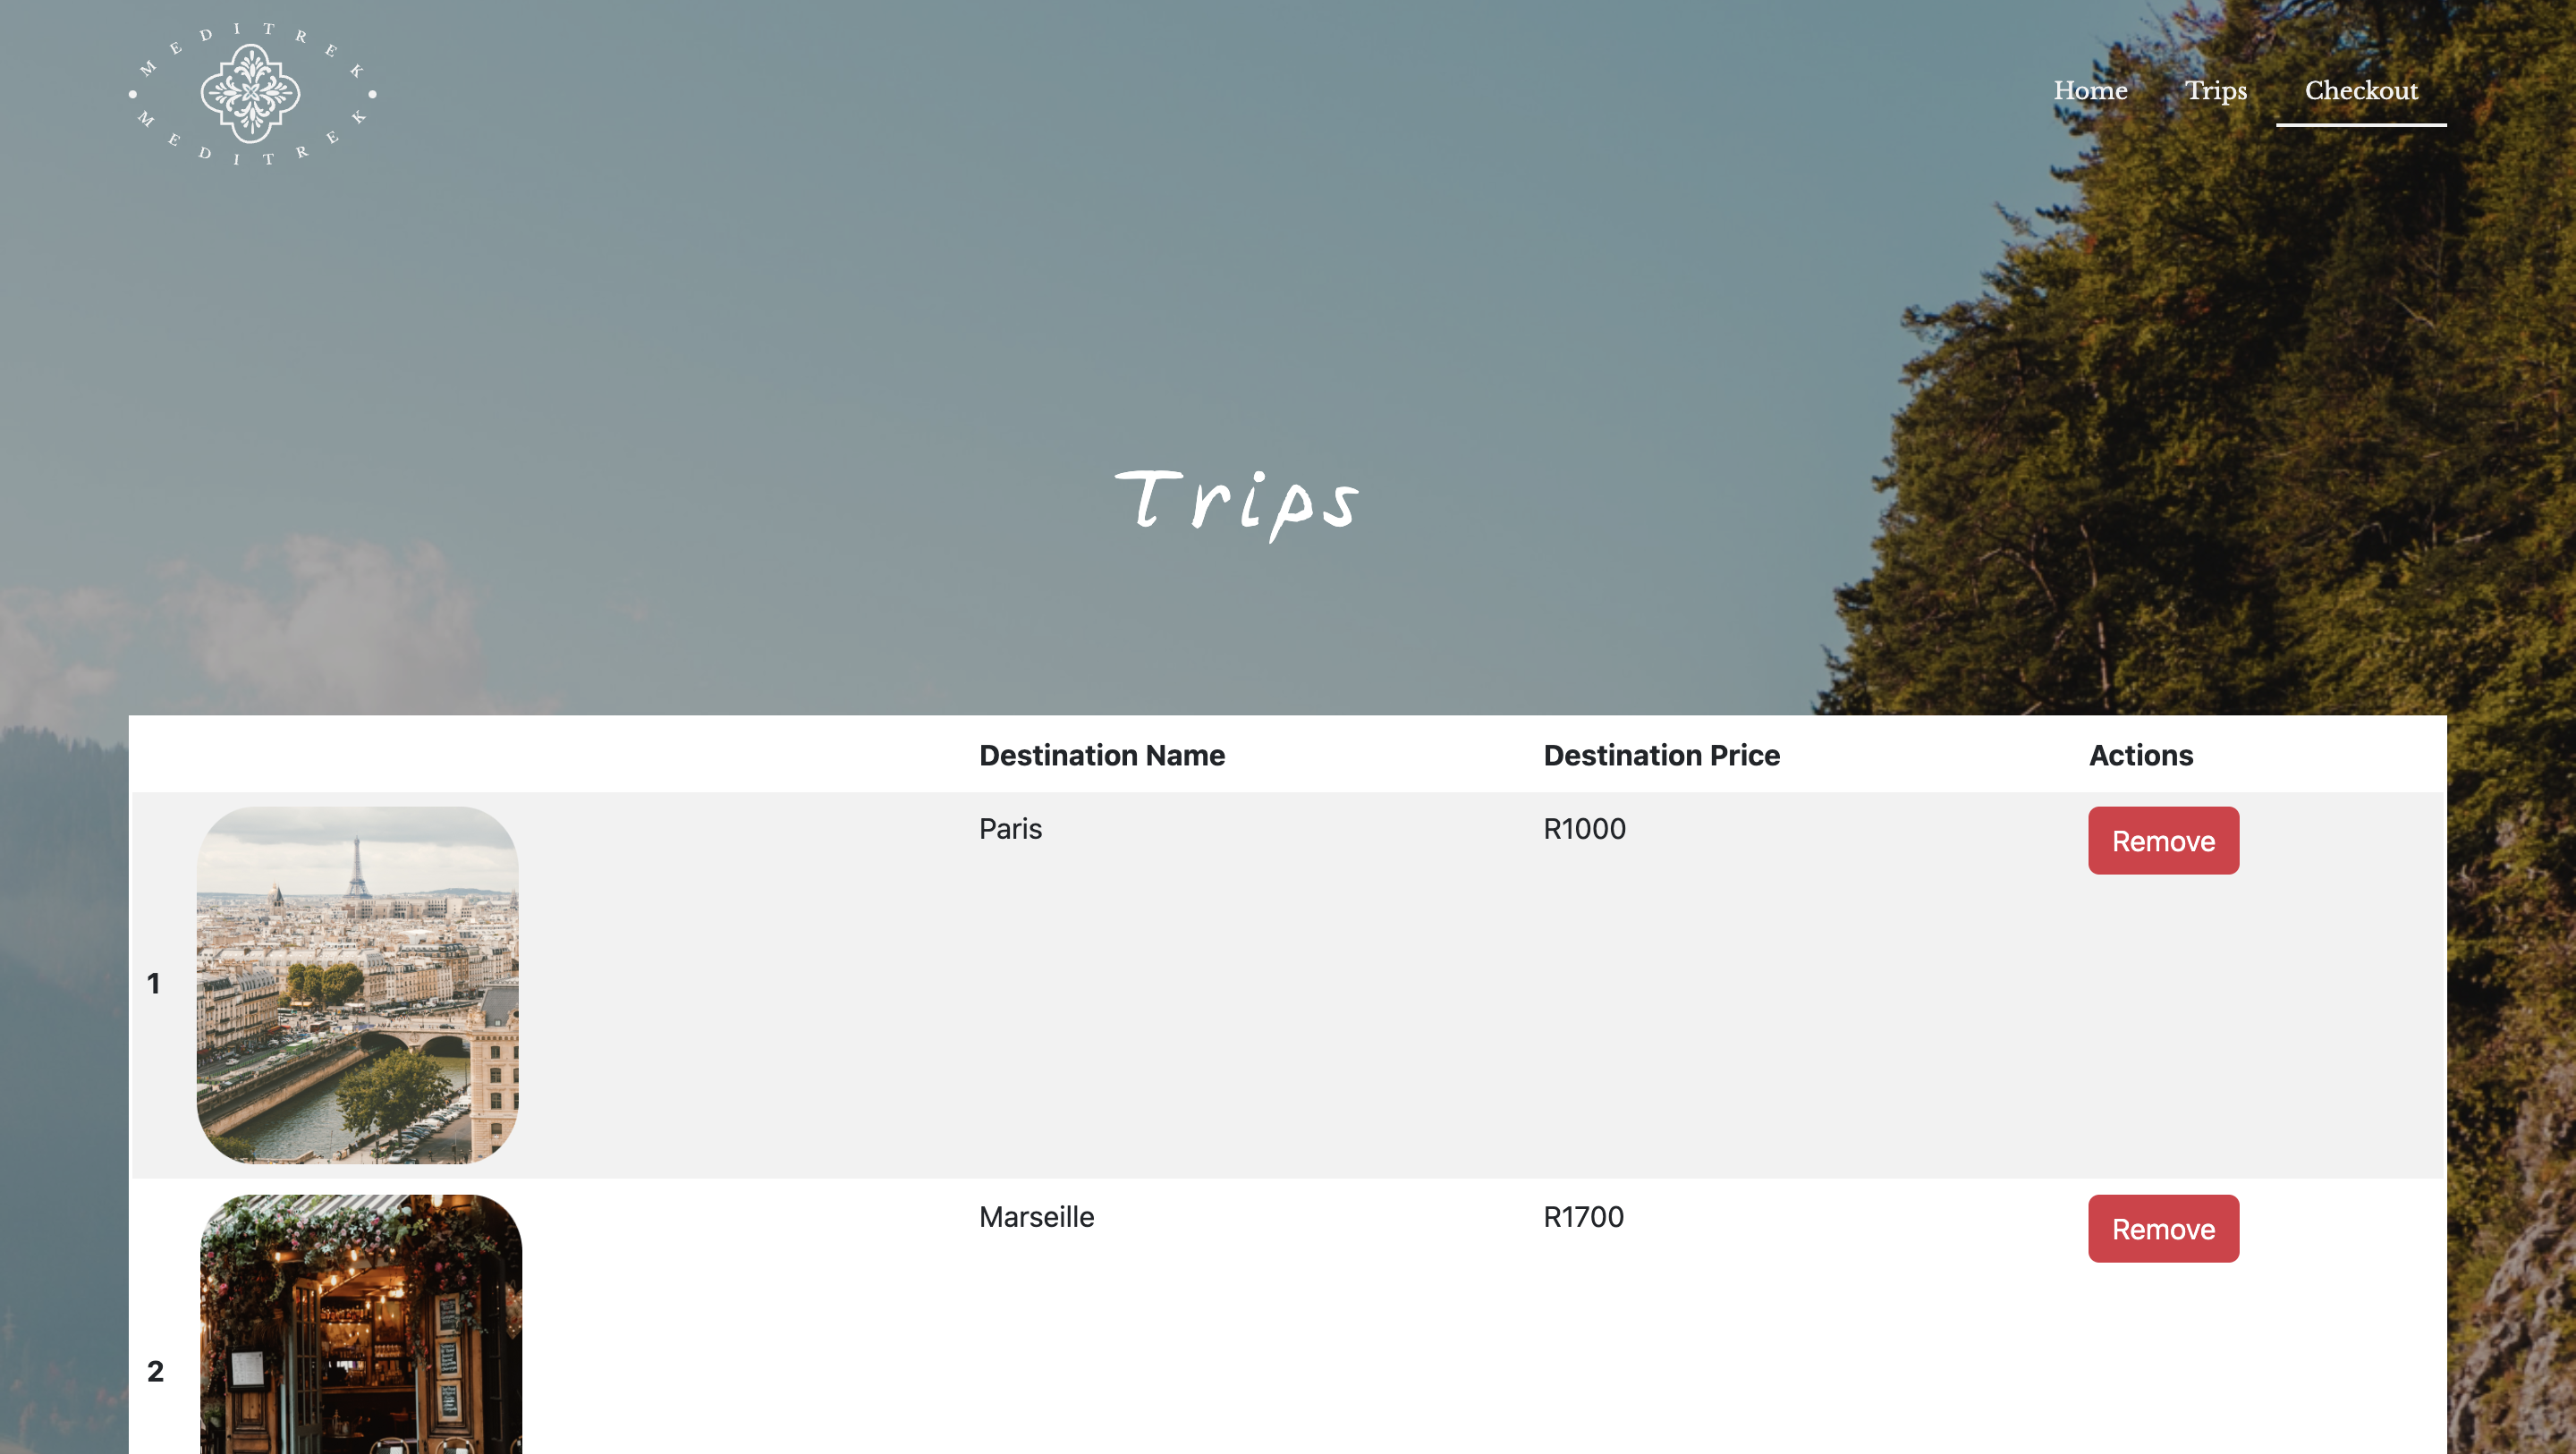 MEDITREK
MEDITREK
Home Trips Checkout
Trips
Destination Name Destination Price Actions
1 Paris R1000 Remove
2 Marseille R1700 Remove